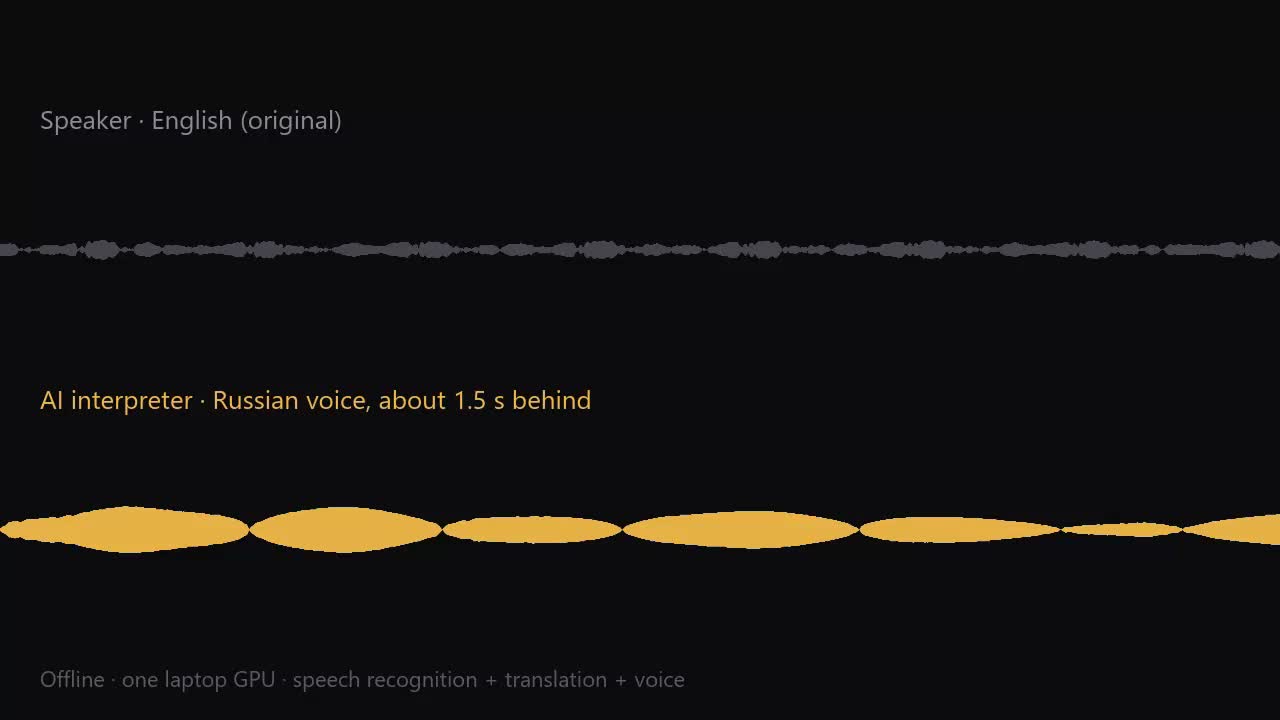 Speaker · English (original)
AI interpreter · Russian voice, about 1.5 s behind
Offline · one laptop GPU · speech recognition + translation + voice